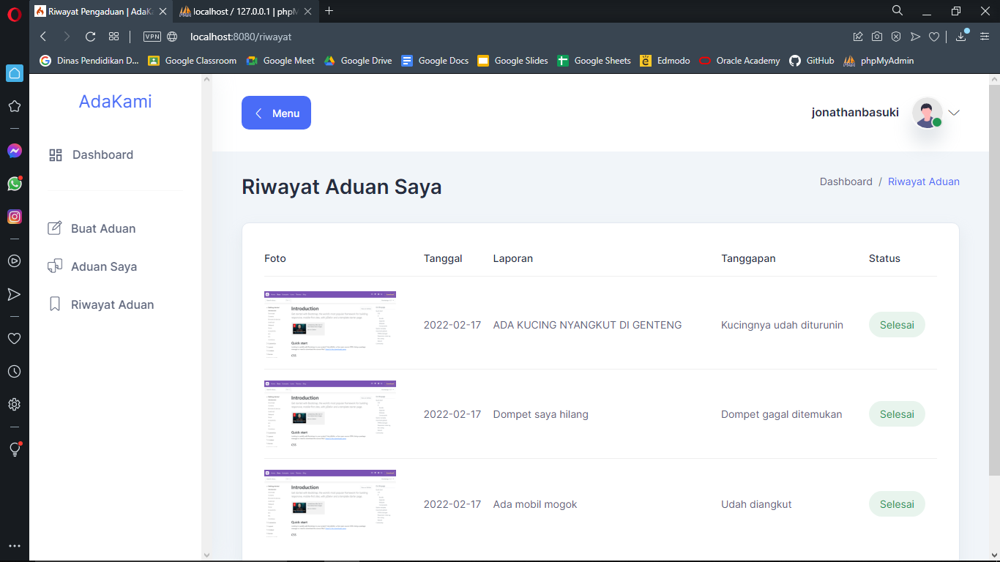 Riwayat Pengaduan | AdaKa
localhost / 127.0.0.1 | phpM
VPN
localhost:8080/riwayat
Dinas Pendidikan D...
Google Classroom
Google Meet
Google Drive
Google Docs
Google Slides
Google Sheets
Edmodo
Oracle Academy
GitHub
phpMyAdmin
AdaKami
Menu
jonathanbasuki
Dashboard
Buat Aduan
Aduan Saya
Riwayat Aduan
Riwayat Aduan Saya
Dashboard / Riwayat Aduan
Foto Tanggal Laporan Tanggapan Status
Introduction
Quick start
CSS
2022-02-17 ADA KUCING NYANGKUT DI GENTENG Kucingnya udah diturunin Selesai
Introduction
Quick start
CSS
2022-02-17 Dompet saya hilang Dompet gagal ditemukan Selesai
Introduction
Quick start
CSS
2022-02-17 Ada mobil mogok Udah diangkut Selesai